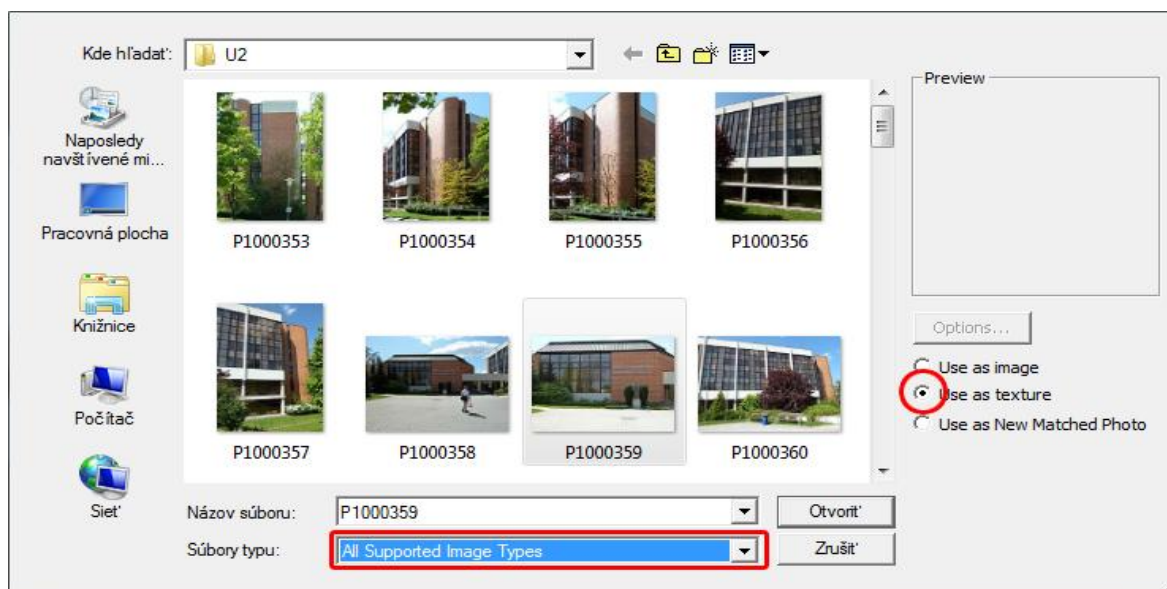 Kde hľadať:
U2
Preview
Naposledy
navštívené mi...
Pracovná plocha
Knižnice
Počítač
Sieť
P1000353
P1000354
P1000355
P1000356
P1000357
P1000358
P1000359
P1000360
Options...
Use as image
Use as texture
Use as New Matched Photo
Názov súboru:
P1000359
Otvoriť
Súbory typu:
All Supported Image Types
Zrušiť